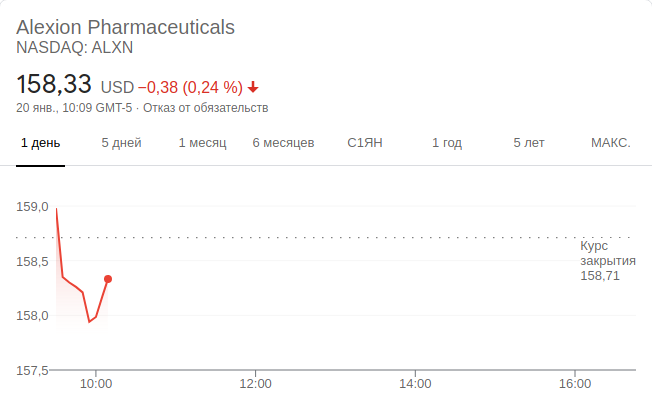 Alexion Pharmaceuticals
NASDAQ: ALXN
158,33 USD −0,38 (0,24 %)
20 янв., 10:09 GMT-5 · Отказ от обязательств
1 день 5 дней 1 месяц 6 месяцев С1ЯН 1 год 5 лет МАКС.
159,0
Курс
закрытия
158,71
158,5
158,0
157,5
10:00 12:00 14:00 16:00